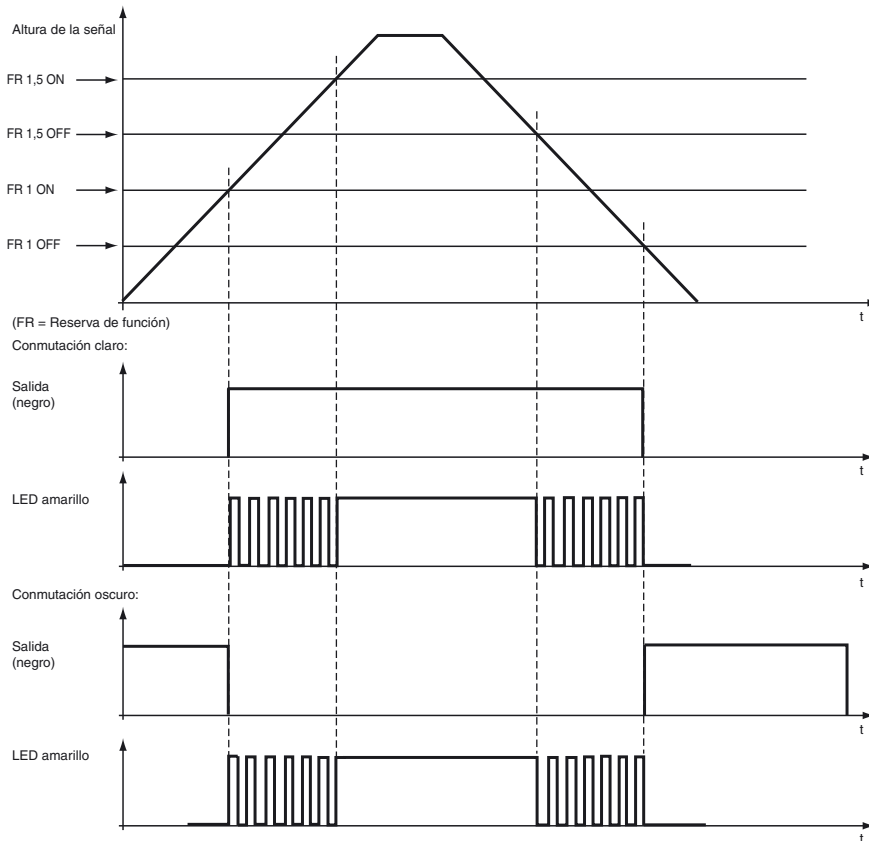 Altura de la señal
FR 1,5 ON
FR 1,5 OFF
FR 1 ON
FR 1 OFF
t
(FR = Reserva de función)
Conmutación claro:
Salida
(negro)
t
LED amarillo
t
Conmutación oscuro:
Salida
(negro)
t
LED amarillo
t